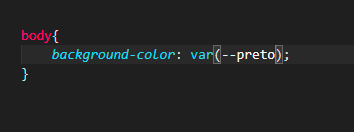 body{
    background-color: var(--preto);
}